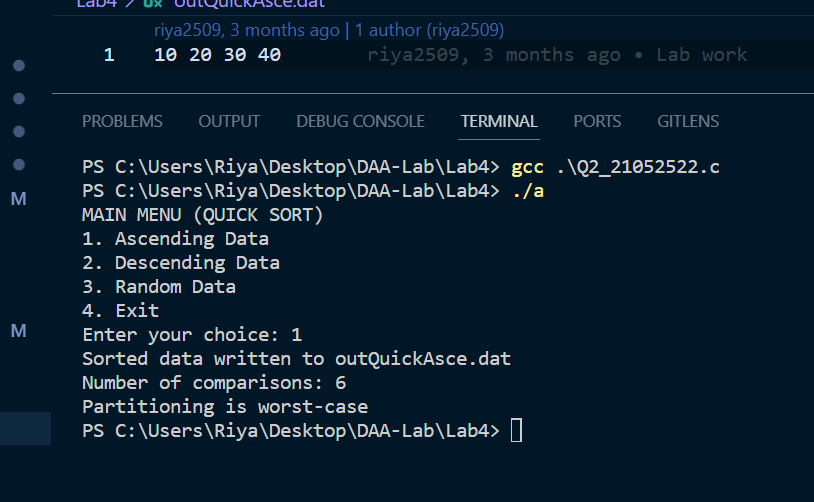 Lab4 > outQuickAsce.dat
riya2509, 3 months ago | 1 author (riya2509)
1 10 20 30 40 riya2509, 3 months ago • Lab work
PROBLEMS OUTPUT DEBUG CONSOLE TERMINAL PORTS GITLENS
PS C:\Users\Riya\Desktop\DAA-Lab\Lab4> gcc .\Q2_21052522.c
PS C:\Users\Riya\Desktop\DAA-Lab\Lab4> ./a
MAIN MENU (QUICK SORT)
1. Ascending Data
2. Descending Data
3. Random Data
4. Exit
Enter your choice: 1
Sorted data written to outQuickAsce.dat
Number of comparisons: 6
Partitioning is worst-case
PS C:\Users\Riya\Desktop\DAA-Lab\Lab4>
M
M